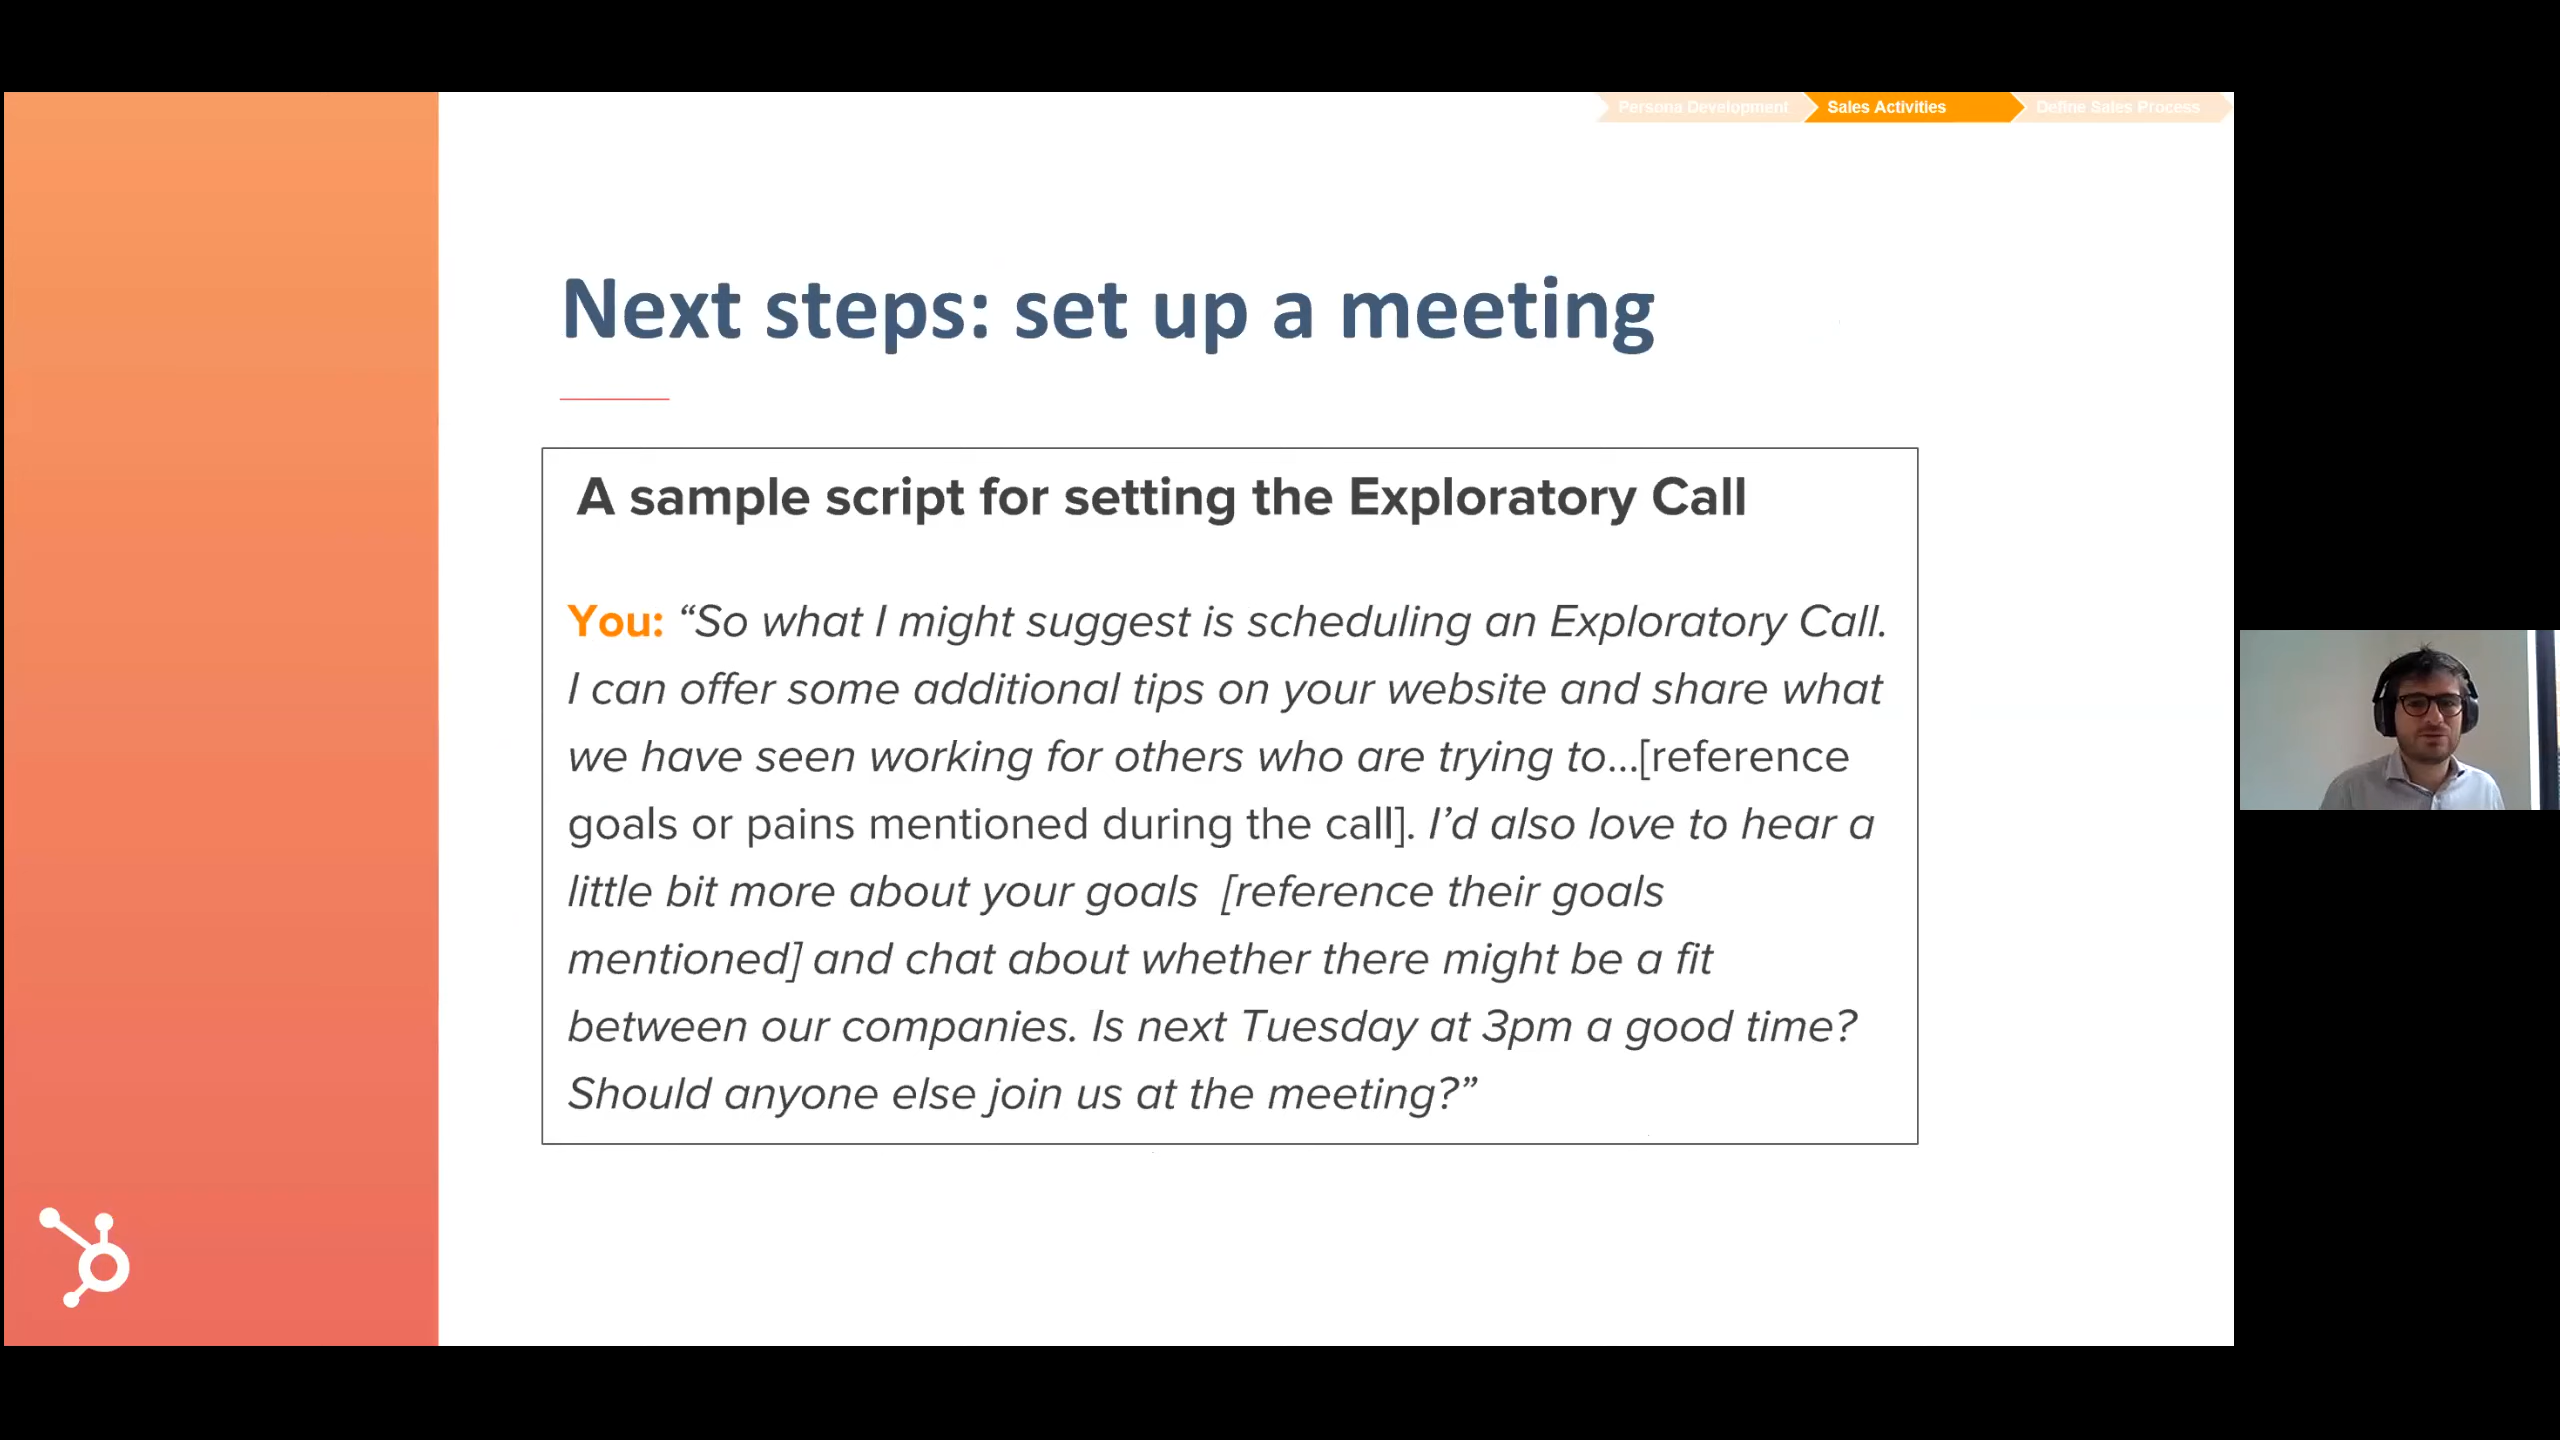 Persona Development
Sales Activities
Define Sales Process
Next steps: set up a meeting
A sample script for setting the Exploratory Call
You: “So what I might suggest is scheduling an Exploratory Call.
I can offer some additional tips on your website and share what
we have seen working for others who are trying to...[reference
goals or pains mentioned during the call]. I’d also love to hear a
little bit more about your goals  [reference their goals
mentioned] and chat about whether there might be a fit
between our companies. Is next Tuesday at 3pm a good time?
Should anyone else join us at the meeting?”